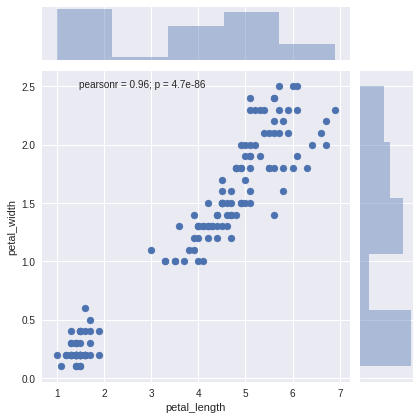 pearsonr = 0.96; p = 4.7e-86
2.5
2.0
1.5
1.0
0.5
0.0
petal_width
1 2 3 4 5 6 7
petal_length